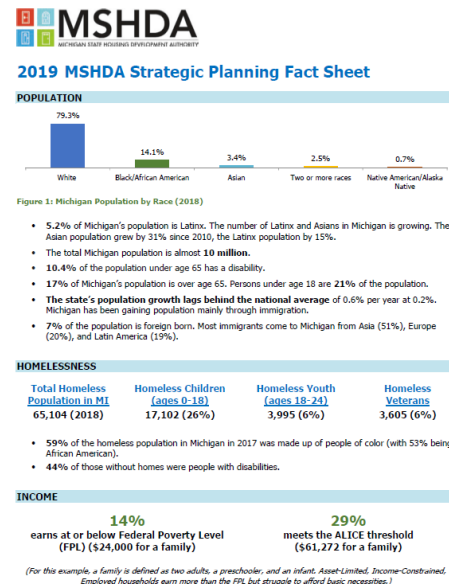 MSHDA
MICHIGAN STATE HOUSING DEVELOPMENT AUTHORITY
2019 MSHDA Strategic Planning Fact Sheet
POPULATION
79.3%
14.1%
3.4%
2.5%
0.7%
White
Black/African American
Asian
Two or more races
Native American/Alaska
Native
Figure 1: Michigan Population by Race (2018)
• 5.2% of Michigan's population is Latinx. The number of Latinx and Asians in Michigan is growing. The
Asian population grew by 31% since 2010, the Latinx population by 15%.
• The total Michigan population is almost 10 million.
• 10.4% of the population under age 65 has a disability.
• 17% of Michigan's population is over age 65. Persons under age 18 are 21% of the population.
• The state's population growth lags behind the national average of 0.6% per year at 0.2%.
Michigan has been gaining population mainly through immigration.
• 7% of the population is foreign born. Most immigrants come to Michigan from Asia (51%), Europe
(20%), and Latin America (19%).
HOMELESSNESS
Total Homeless
Population in MI
65,104 (2018)
Homeless Children
(ages 0-18)
17,102 (26%)
Homeless Youth
(ages 18-24)
3,995 (6%)
Homeless
Veterans
3,605 (6%)
• 59% of the homeless population in Michigan in 2017 was made up of people of color (with 53% bein
African American).
• 44% of those without homes were people with disabilities.
INCOME
14%
earns at or below Federal Poverty Level
(FPL) ($24,000 for a family)
29%
meets the ALICE threshold
($61,272 for a family)
(For this example, a family is defined as two adults, a preschooler, and an infant. Asset-Limited, Income-Constrained,
Employed households earn more than the FPL but struggle to afford basic necessities.)